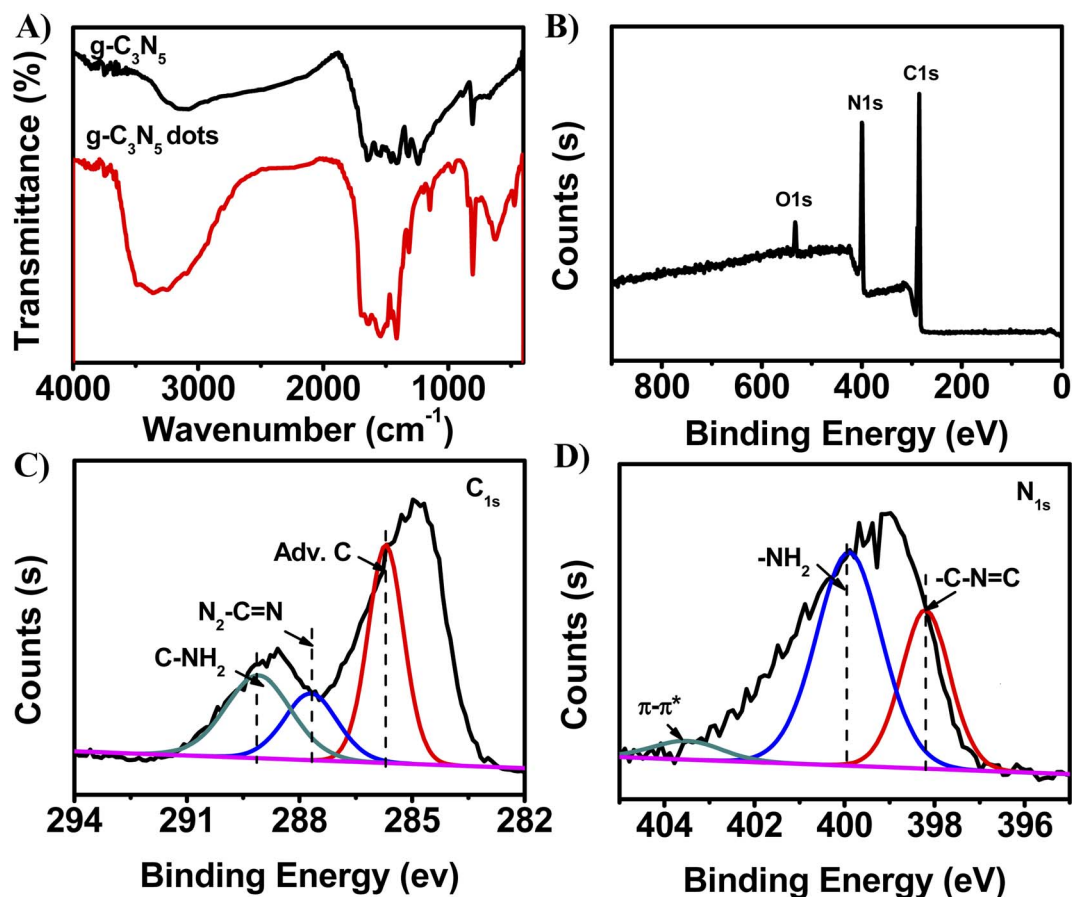 A)
g-C₃N₅
g-C₃N₅ dots
Transmittance (%)
4000 3000 2000 1000
Wavenumber (cm⁻¹)
B)
C1s
N1s
O1s
Counts (s)
800 600 400 200 0
Binding Energy (eV)
C)
C₁s
Adv. C
N₂-C=N
C-NH₂
Counts (s)
294 291 288 285 282
Binding Energy (ev)
D)
N₁s
-NH₂
-C-N=C
π-π*
Counts (s)
404 402 400 398 396
Binding Energy (eV)